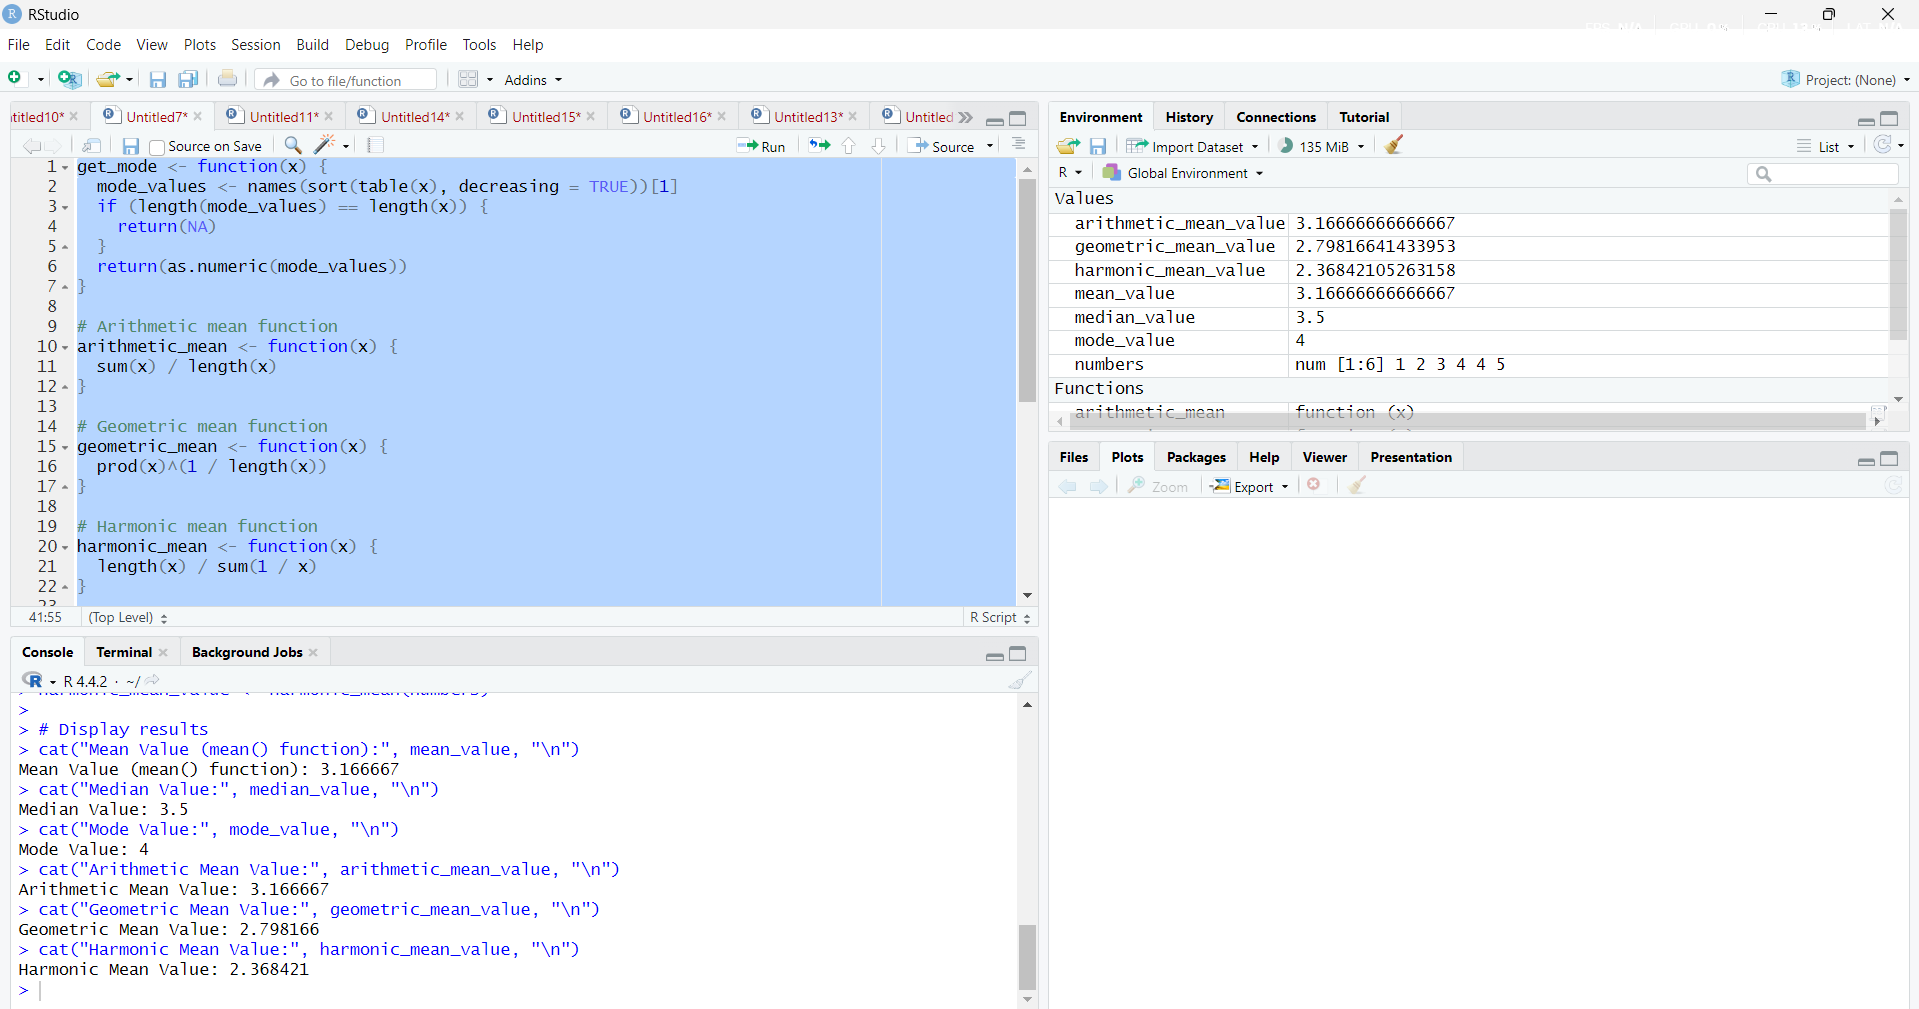 RStudio
File Edit Code View Plots Session Build Debug Profile Tools Help
Go to file/function Addins Project: (None)
ntitled10* Untitled7* Untitled11* Untitled14* Untitled15* Untitled16* Untitled13* Untitled
Source on Save Run Source
1 get_mode <- function(x) {
2 mode_values <- names(sort(table(x), decreasing = TRUE))[1]
3 if (length(mode_values) == length(x)) {
4 return(NA)
5 }
6 return(as.numeric(mode_values))
7 }
8
9 # Arithmetic mean function
10 arithmetic_mean <- function(x) {
11 sum(x) / length(x)
12 }
13
14 # Geometric mean function
15 geometric_mean <- function(x) {
16 prod(x)^(1 / length(x))
17 }
18
19 # Harmonic mean function
20 harmonic_mean <- function(x) {
21 length(x) / sum(1 / x)
22 }
23
41:55 (Top Level) R Script
Console Terminal Background Jobs
R 4.4.2 · ~/
> harmonic_mean_value <- harmonic_mean(numbers)
>
> # Display results
> cat("Mean Value (mean() function):", mean_value, "\n")
Mean Value (mean() function): 3.166667
> cat("Median Value:", median_value, "\n")
Median Value: 3.5
> cat("Mode Value:", mode_value, "\n")
Mode Value: 4
> cat("Arithmetic Mean Value:", arithmetic_mean_value, "\n")
Arithmetic Mean Value: 3.166667
> cat("Geometric Mean Value:", geometric_mean_value, "\n")
Geometric Mean Value: 2.798166
> cat("Harmonic Mean Value:", harmonic_mean_value, "\n")
Harmonic Mean Value: 2.368421
>
Environment History Connections Tutorial
Import Dataset 135 MiB List
R Global Environment
Values
arithmetic_mean_value 3.16666666666667
geometric_mean_value 2.79816641433953
harmonic_mean_value 2.36842105263158
mean_value 3.16666666666667
median_value 3.5
mode_value 4
numbers num [1:6] 1 2 3 4 4 5
Functions
arithmetic_mean function (x)
Files Plots Packages Help Viewer Presentation
Zoom Export